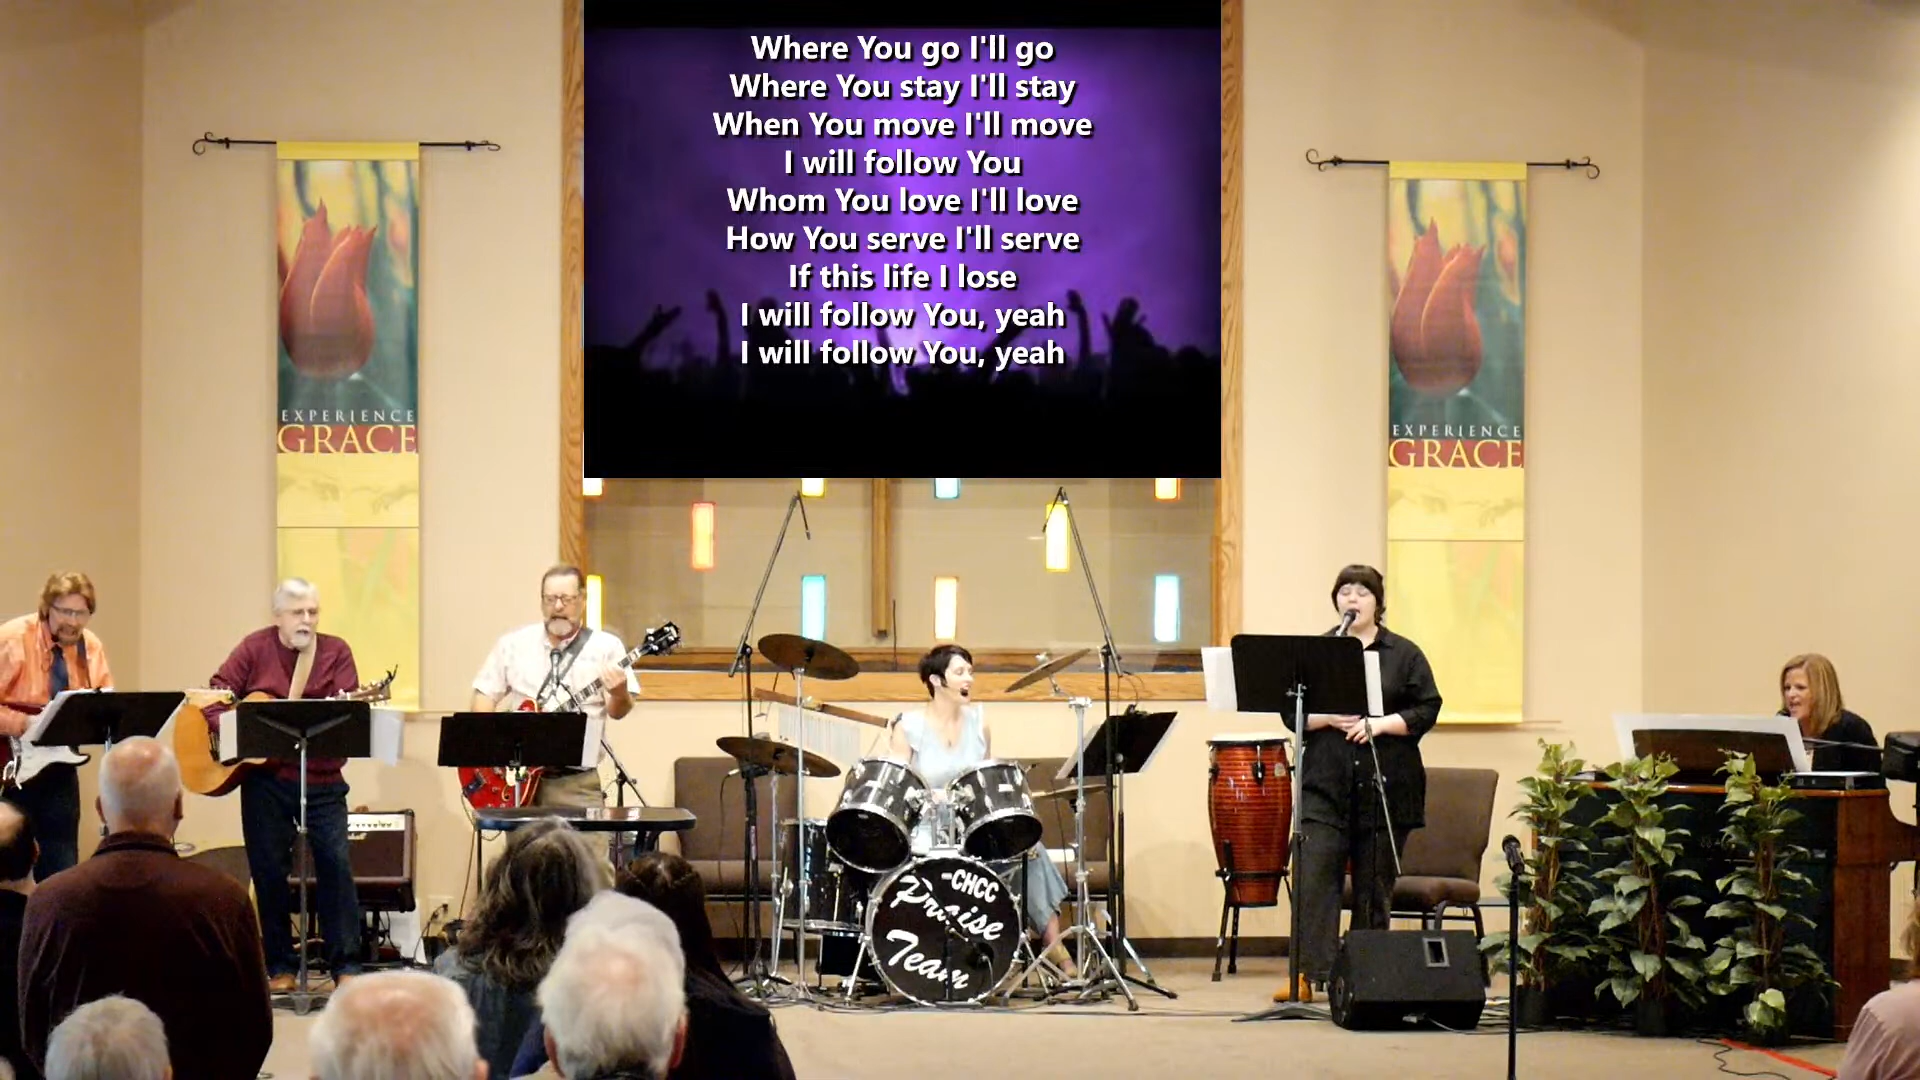 Where You go I'll go
Where You stay I'll stay
When You move I'll move
I will follow You
Whom You love I'll love
How You serve I'll serve
If this life I lose
I will follow You, yeah
I will follow You, yeah
EXPERIENCE
GRACE
EXPERIENCE
GRACE
CHCC
Praise
Team